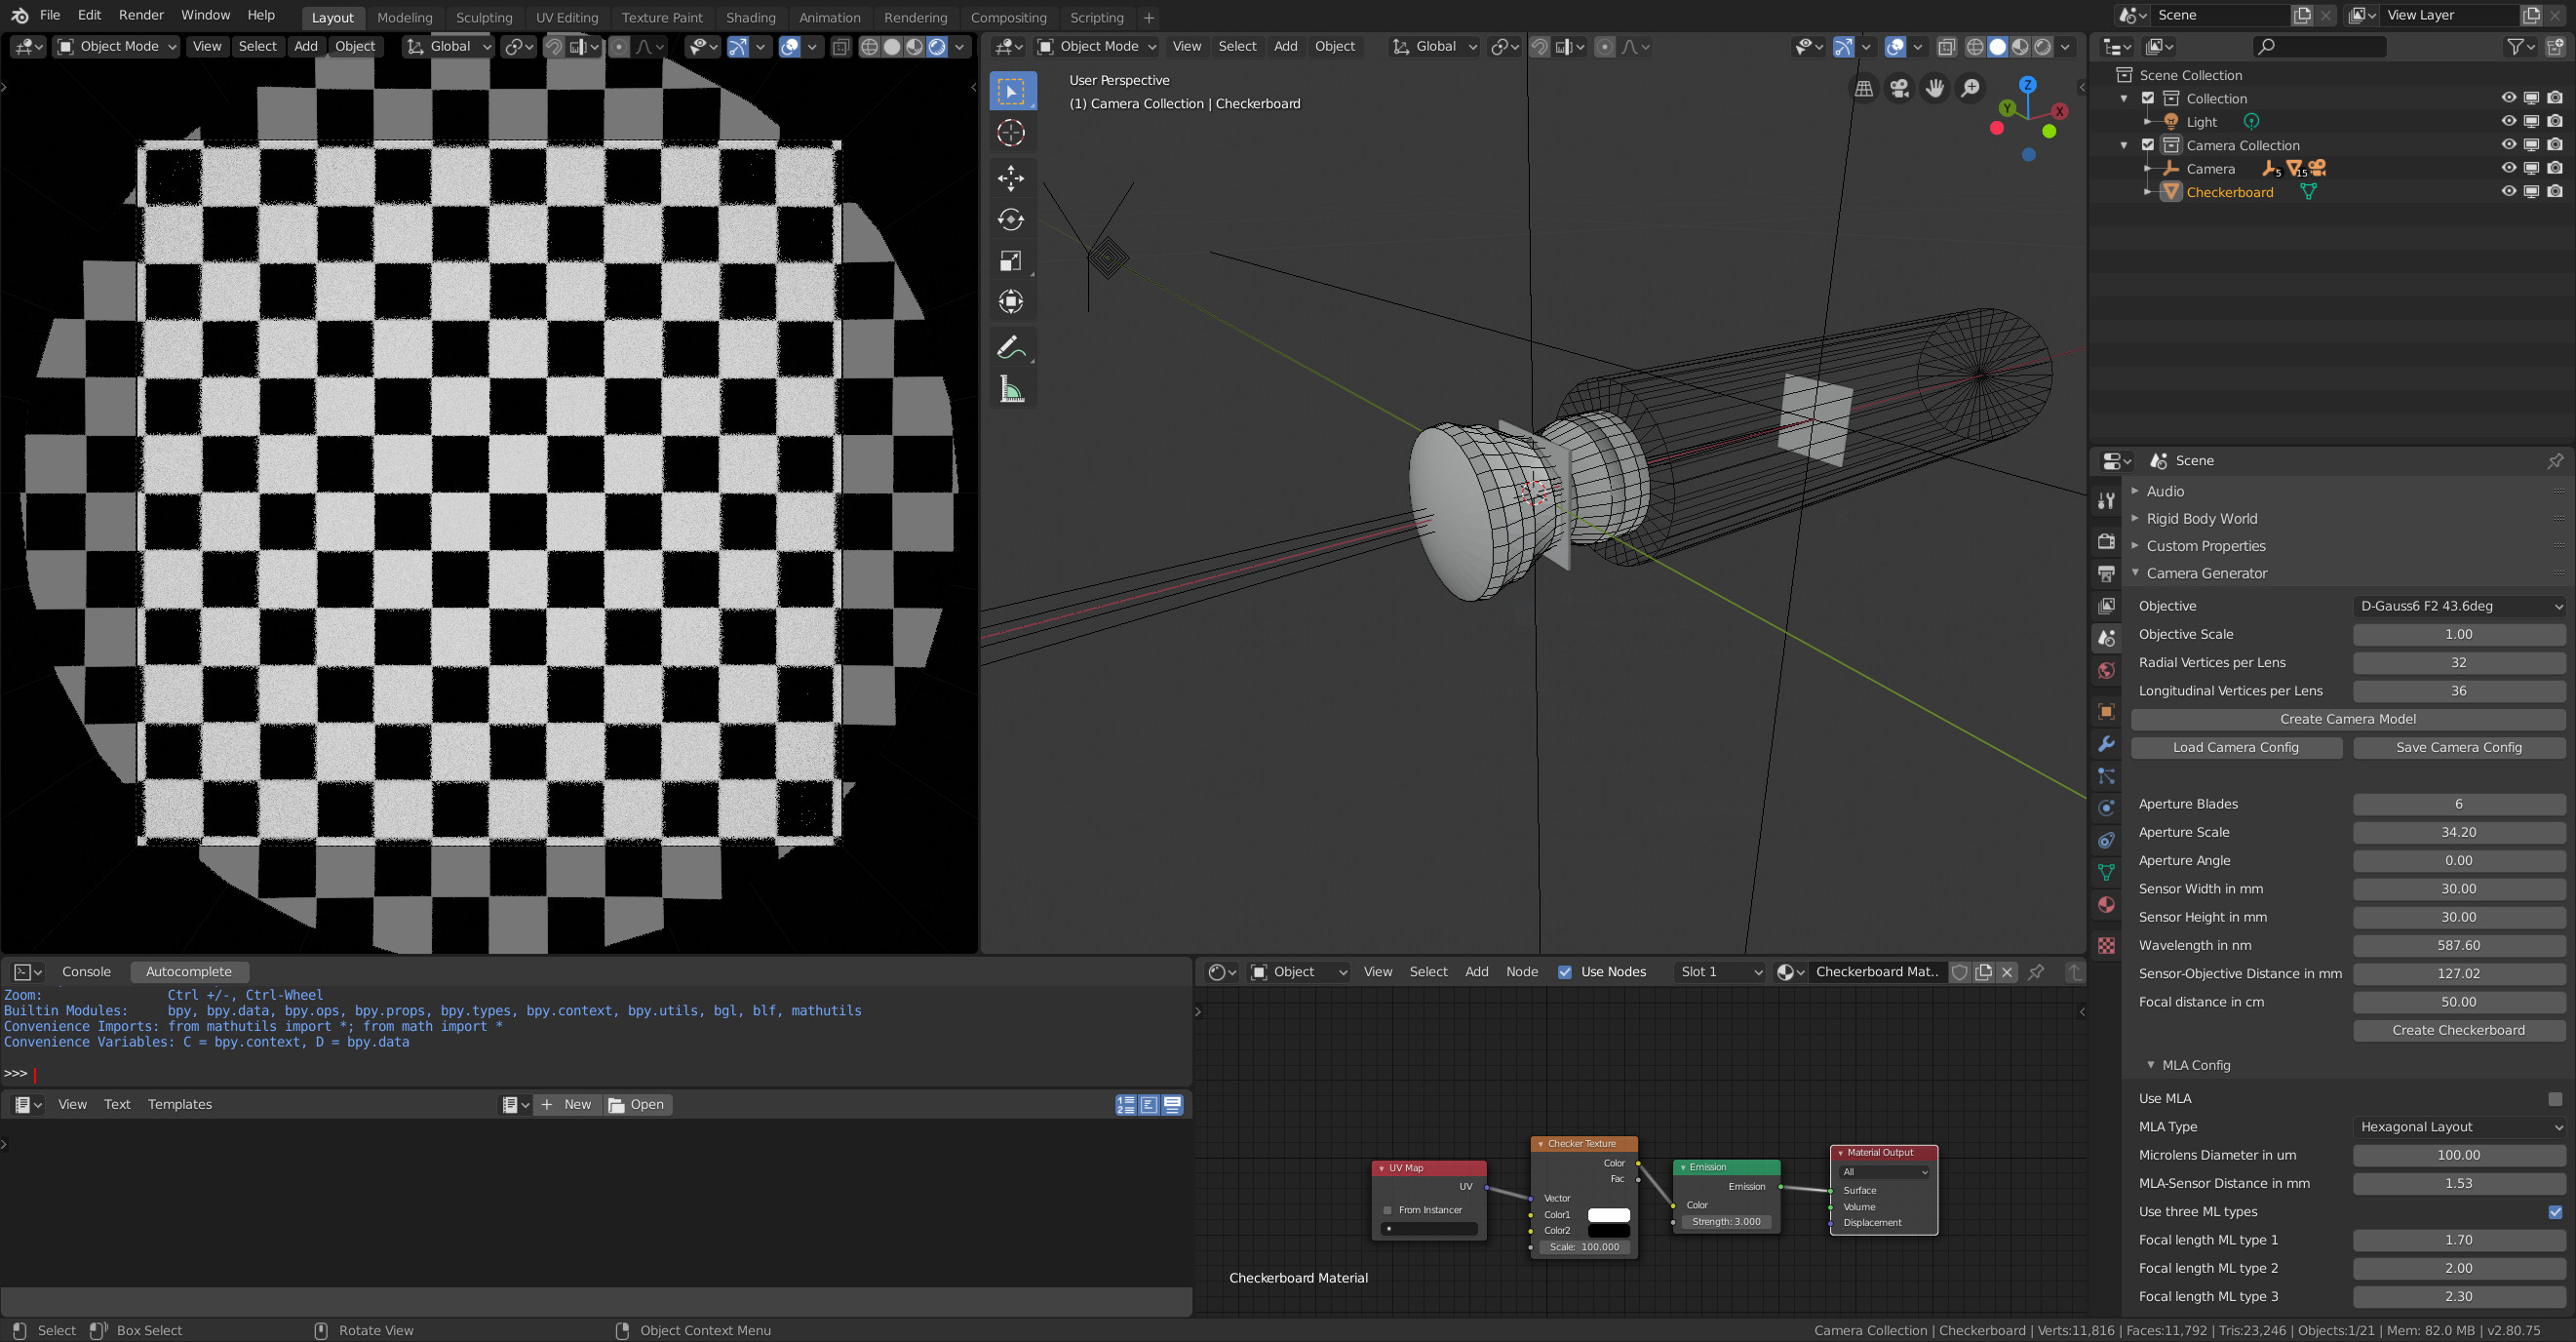 File Edit Render Window Help Layout Modeling Sculpting UV Editing Texture Paint Shading Animation Rendering Compositing Scripting + Scene View Layer
Object Mode View Select Add Object Global
Object Mode View Select Add Object Global
User Perspective
(1) Camera Collection | Checkerboard
Z
Y
X
Scene Collection
Collection
Light
Camera Collection
Camera 5 15
Checkerboard
Scene
Audio
Rigid Body World
Custom Properties
Camera Generator
Objective D-Gauss6 F2 43.6deg
Objective Scale 1.00
Radial Vertices per Lens 32
Longitudinal Vertices per Lens 36
Create Camera Model
Load Camera Config Save Camera Config
Aperture Blades 6
Aperture Scale 34.20
Aperture Angle 0.00
Sensor Width in mm 30.00
Sensor Height in mm 30.00
Wavelength in nm 587.60
Sensor-Objective Distance in mm 127.02
Focal distance in cm 50.00
Create Checkerboard
MLA Config
Use MLA
MLA Type Hexagonal Layout
Microlens Diameter in um 100.00
MLA-Sensor Distance in mm 1.53
Use three ML types
Focal length ML type 1 1.70
Focal length ML type 2 2.00
Focal length ML type 3 2.30
Console Autocomplete
Zoom: Ctrl +/-, Ctrl-Wheel
Builtin Modules: bpy, bpy.data, bpy.ops, bpy.props, bpy.types, bpy.context, bpy.utils, bgl, blf, mathutils
Convenience Imports: from mathutils import *; from math import *
Convenience Variables: C = bpy.context, D = bpy.data
>>>
View Text Templates + New Open
Object View Select Add Node Use Nodes Slot 1 Checkerboard Mat..
UV Map
UV
From Instancer
Checker Texture
Color
Fac
Vector
Color1
Color2
Scale: 100.000
Emission
Emission
Color
Strength: 3.000
Material Output
All
Surface
Volume
Displacement
Checkerboard Material
Select Box Select Rotate View Object Context Menu Camera Collection | Checkerboard | Verts:11,816 | Faces:11,792 | Tris:23,246 | Objects:1/21 | Mem: 82.0 MB | v2.80.75